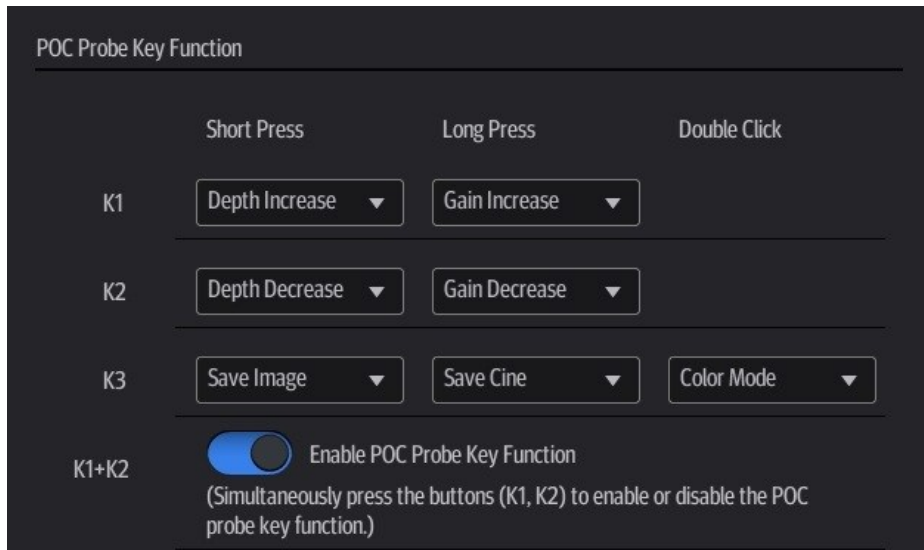 POC Probe Key Function
Short Press Long Press Double Click
K1 Depth Increase Gain Increase
K2 Depth Decrease Gain Decrease
K3 Save Image Save Cine Color Mode
K1+K2 Enable POC Probe Key Function
(Simultaneously press the buttons (K1, K2) to enable or disable the POC
probe key function.)